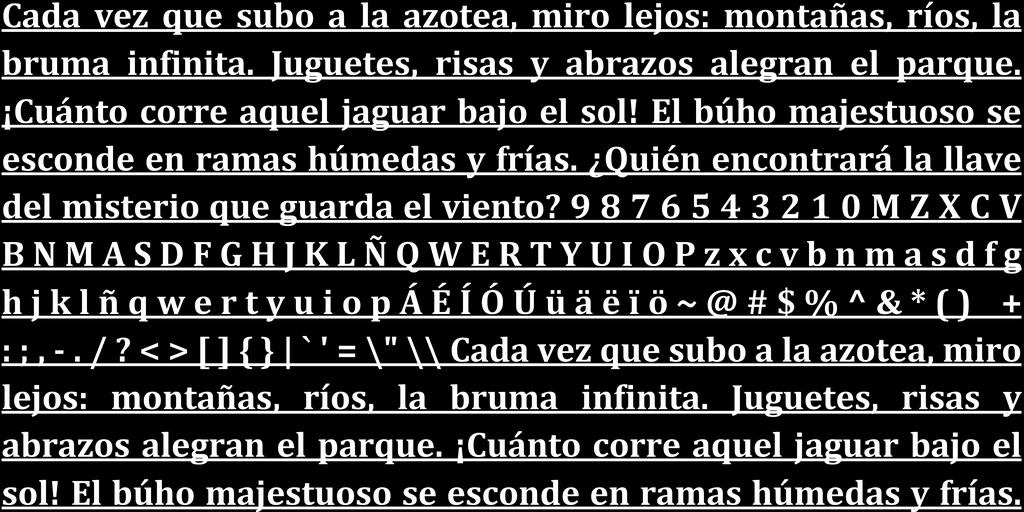 Cada vez que subo a la azotea, miro lejos: montañas, ríos, la
bruma infinita. Juguetes, risas y abrazos alegran el parque.
¡Cuánto corre aquel jaguar bajo el sol! El búho majestuoso se
esconde en ramas húmedas y frías. ¿Quién encontrará la llave
del misterio que guarda el viento? 9 8 7 6 5 4 3 2 1 0 M Z X C V
B N M A S D F G H J K L Ñ Q W E R T Y U I O P z x c v b n m a s d f g
h j k l ñ q w e r t y u i o p Á É Í Ó Ú ü ä ë ï ö ~ @ # $ % ^ & * ( ) +
: ; , - . / ? < > [ ] { } | ` ' = \" \\ Cada vez que subo a la azotea, miro
lejos: montañas, ríos, la bruma infinita. Juguetes, risas y
abrazos alegran el parque. ¡Cuánto corre aquel jaguar bajo el
sol! El búho majestuoso se esconde en ramas húmedas y frías.